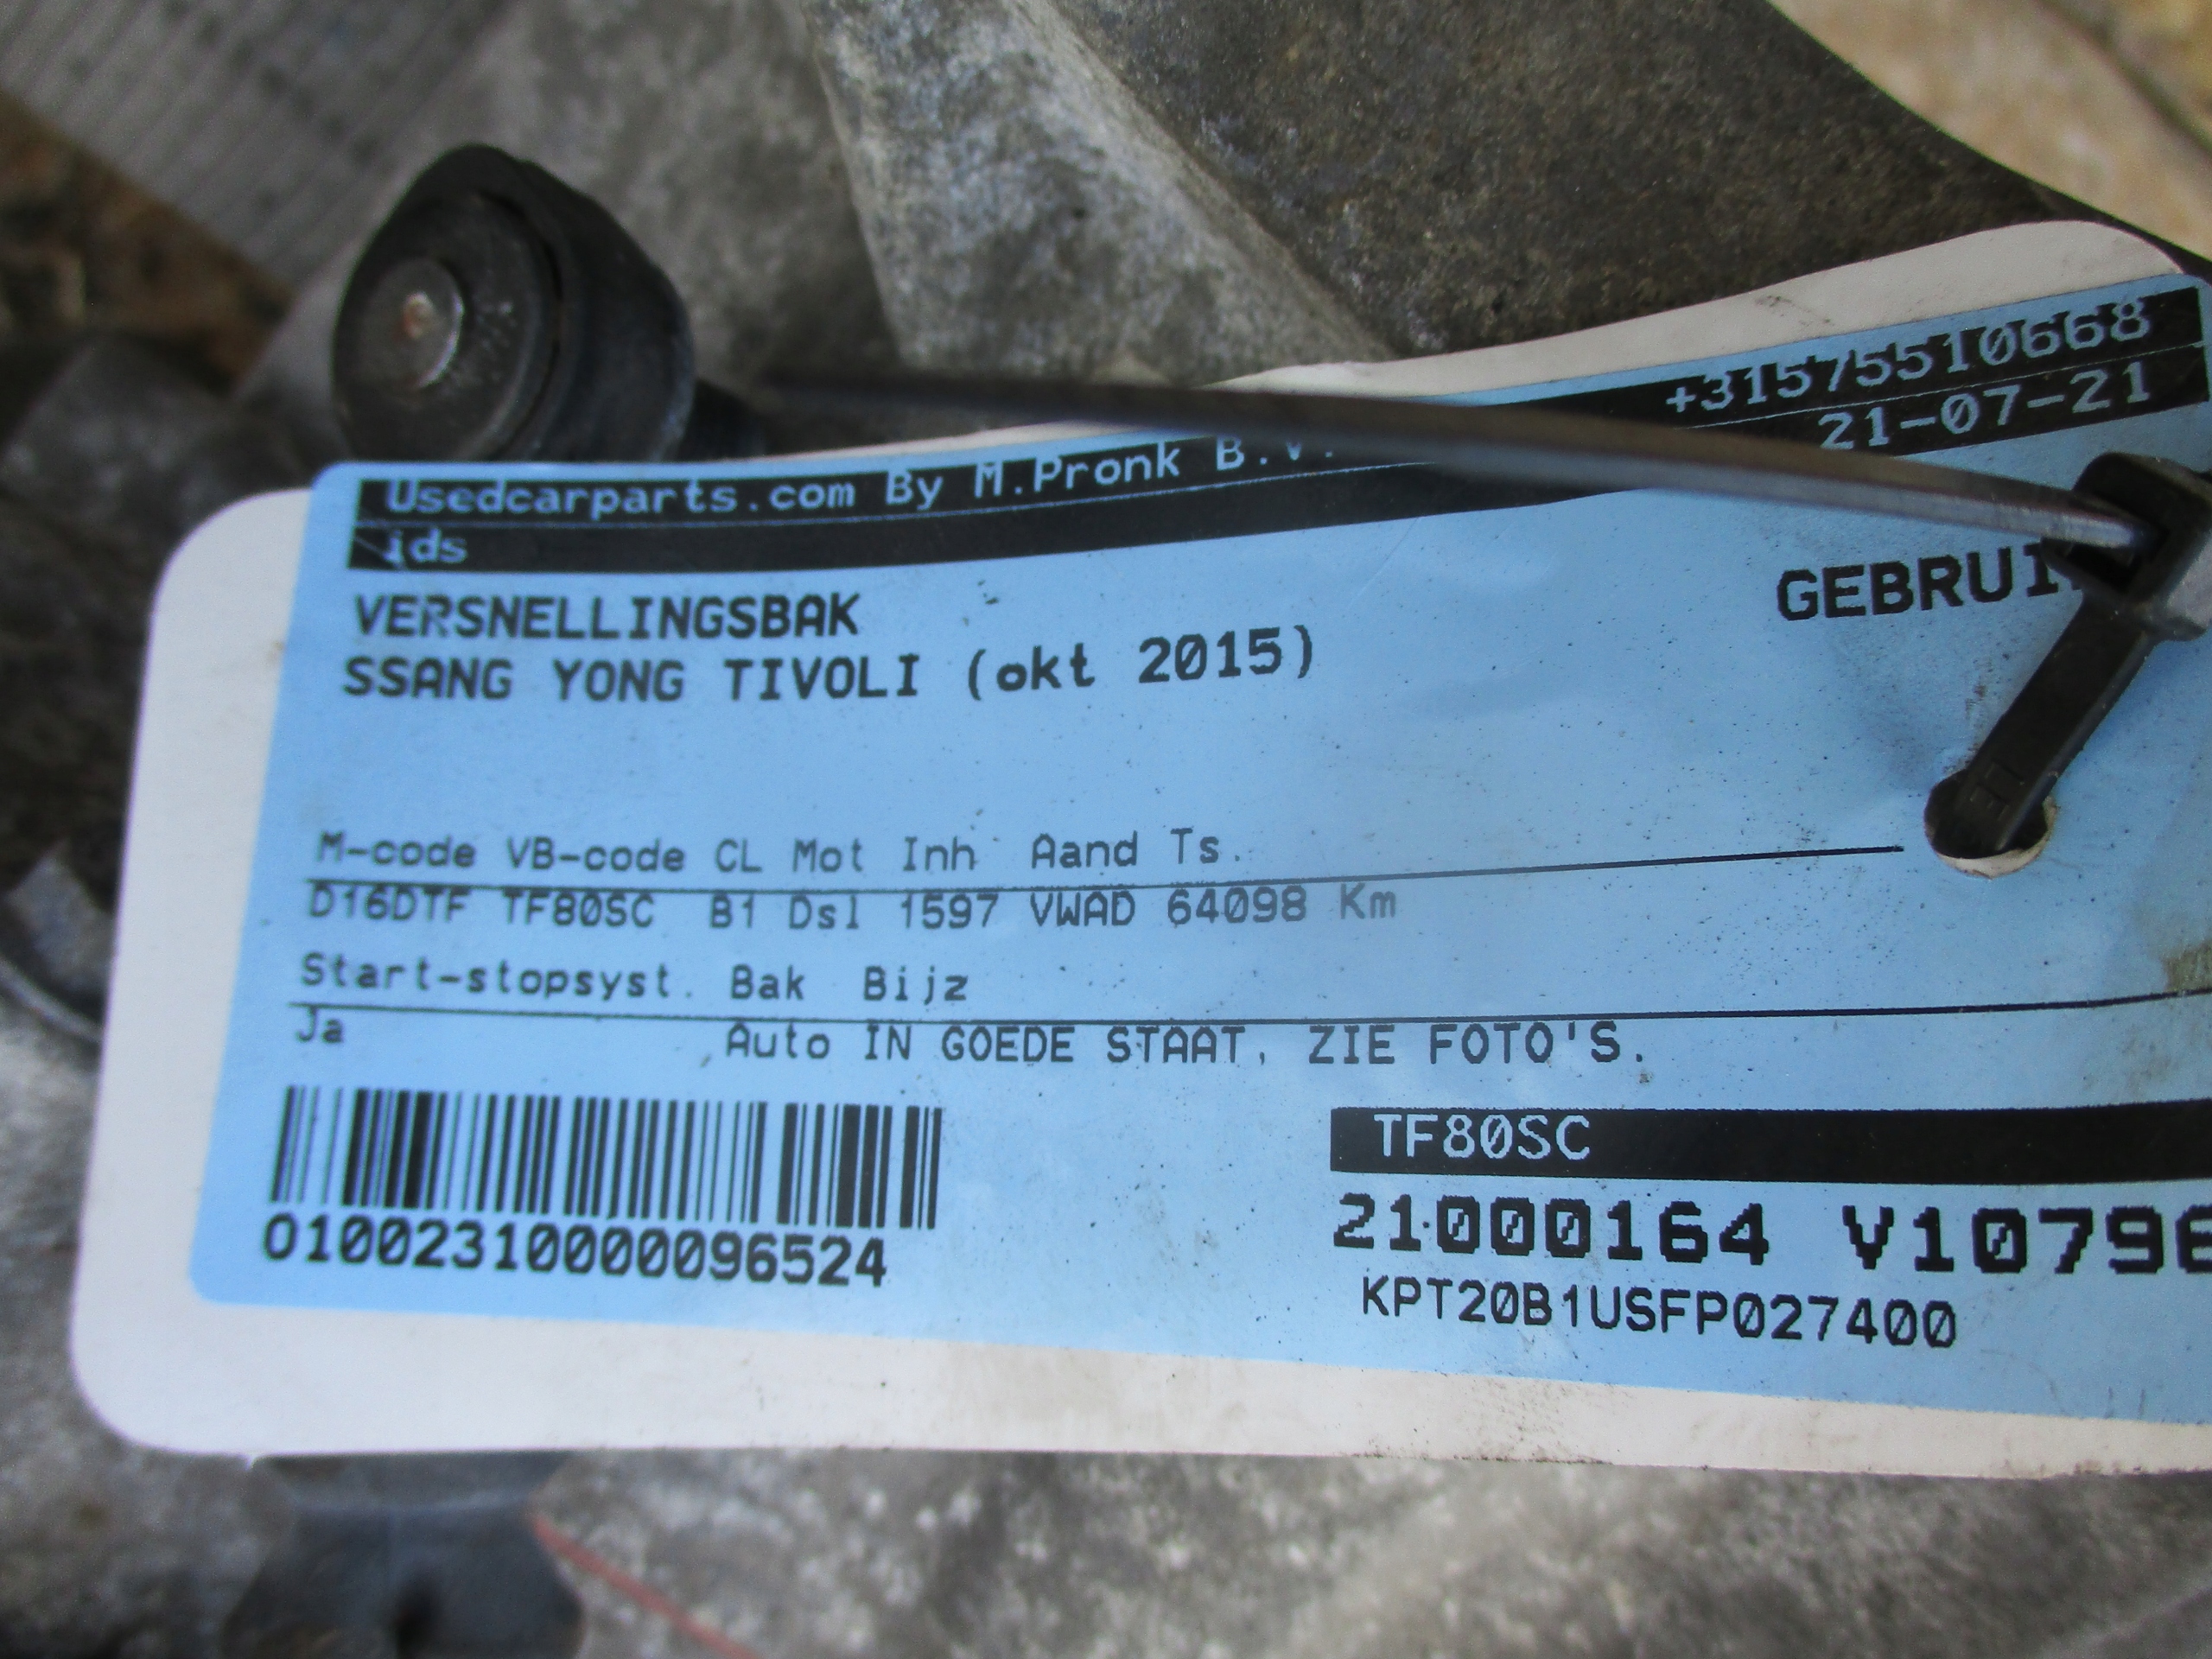 Usedcarparts.com By M.Pronk B.V. +31575510668
ids 21-07-21
VERSNELLINGSBAK
SSANG YONG TIVOLI (okt 2015)
M-code VB-code CL Mot Inh Aand Ts.
D16DTF TF80SC B1 Dsl 1597 VWAD 64098 Km
Start-stopsyst. Bak Bijz
Ja Auto IN GOEDE STAAT, ZIE FOTO'S.
TF80SC
01002310000096524
21000164
KPT20B1USFP027400